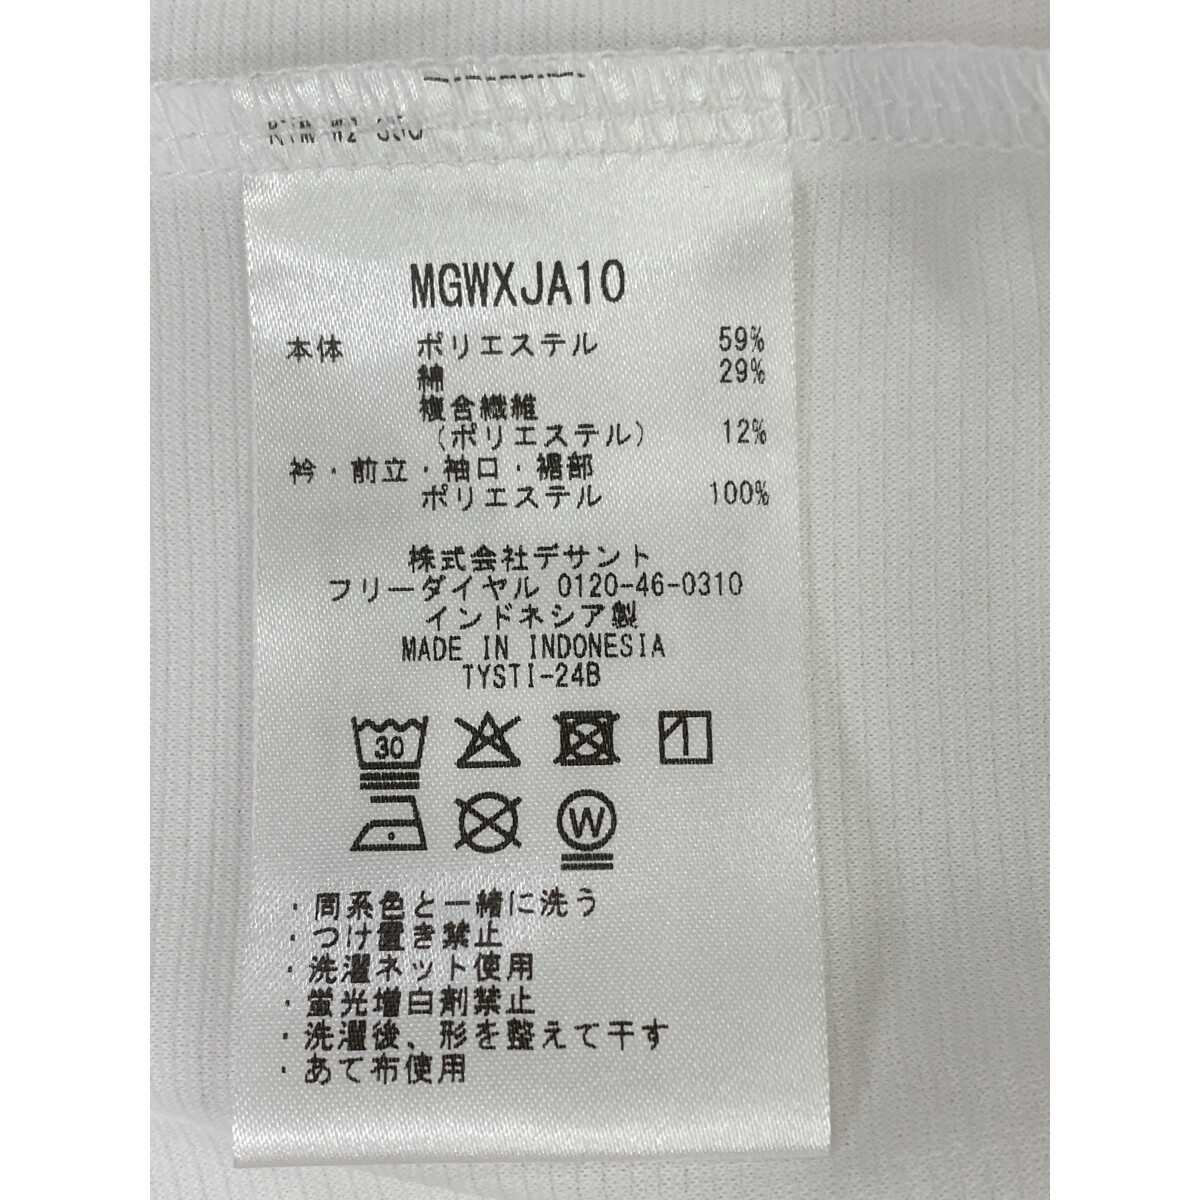 MGWXJA10
本体 ポリエステル 59%
綿 29%
複合繊維
(ポリエステル) 12%
衿・前立・袖口・裾部
ポリエステル 100%
株式会社デサント
フリーダイヤル 0120-46-0310
インドネシア製
MADE IN INDONESIA
TYSTI-24B
30
W
・同系色と一緒に洗う
・つけ置き禁止
・洗濯ネット使用
・蛍光増白剤禁止
・洗濯後、形を整えて干す
・あて布使用